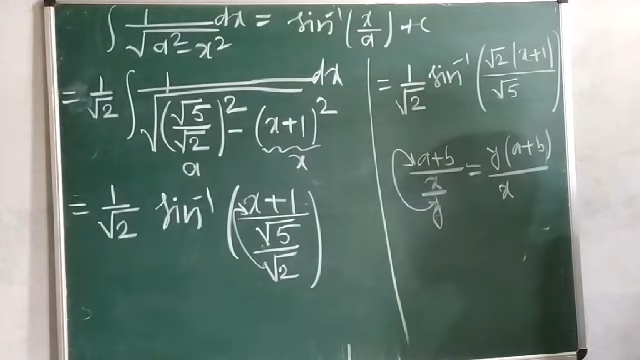 ∫ 1/√(a² − x²) dx = sin⁻¹(x/a) + c
= 1/√2 ∫ 1/√((√5/√2)² − (x+1)²) dx
a x
= 1/√2 sin⁻¹((x+1)/(√5/√2))
= 1/√2 sin⁻¹(√2(x+1)/√5)
(a+b)/(x/y) = y(a+b)/x